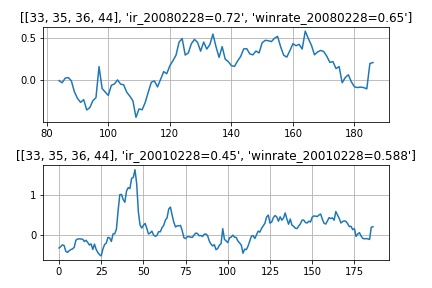 [[33, 35, 36, 44], 'ir_20080228=0.72', 'winrate_20080228=0.65']
0.5
0.0
80 100 120 140 160 180
[[33, 35, 36, 44], 'ir_20010228=0.45', 'winrate_20010228=0.588']
1
0
0 25 50 75 100 125 150 175